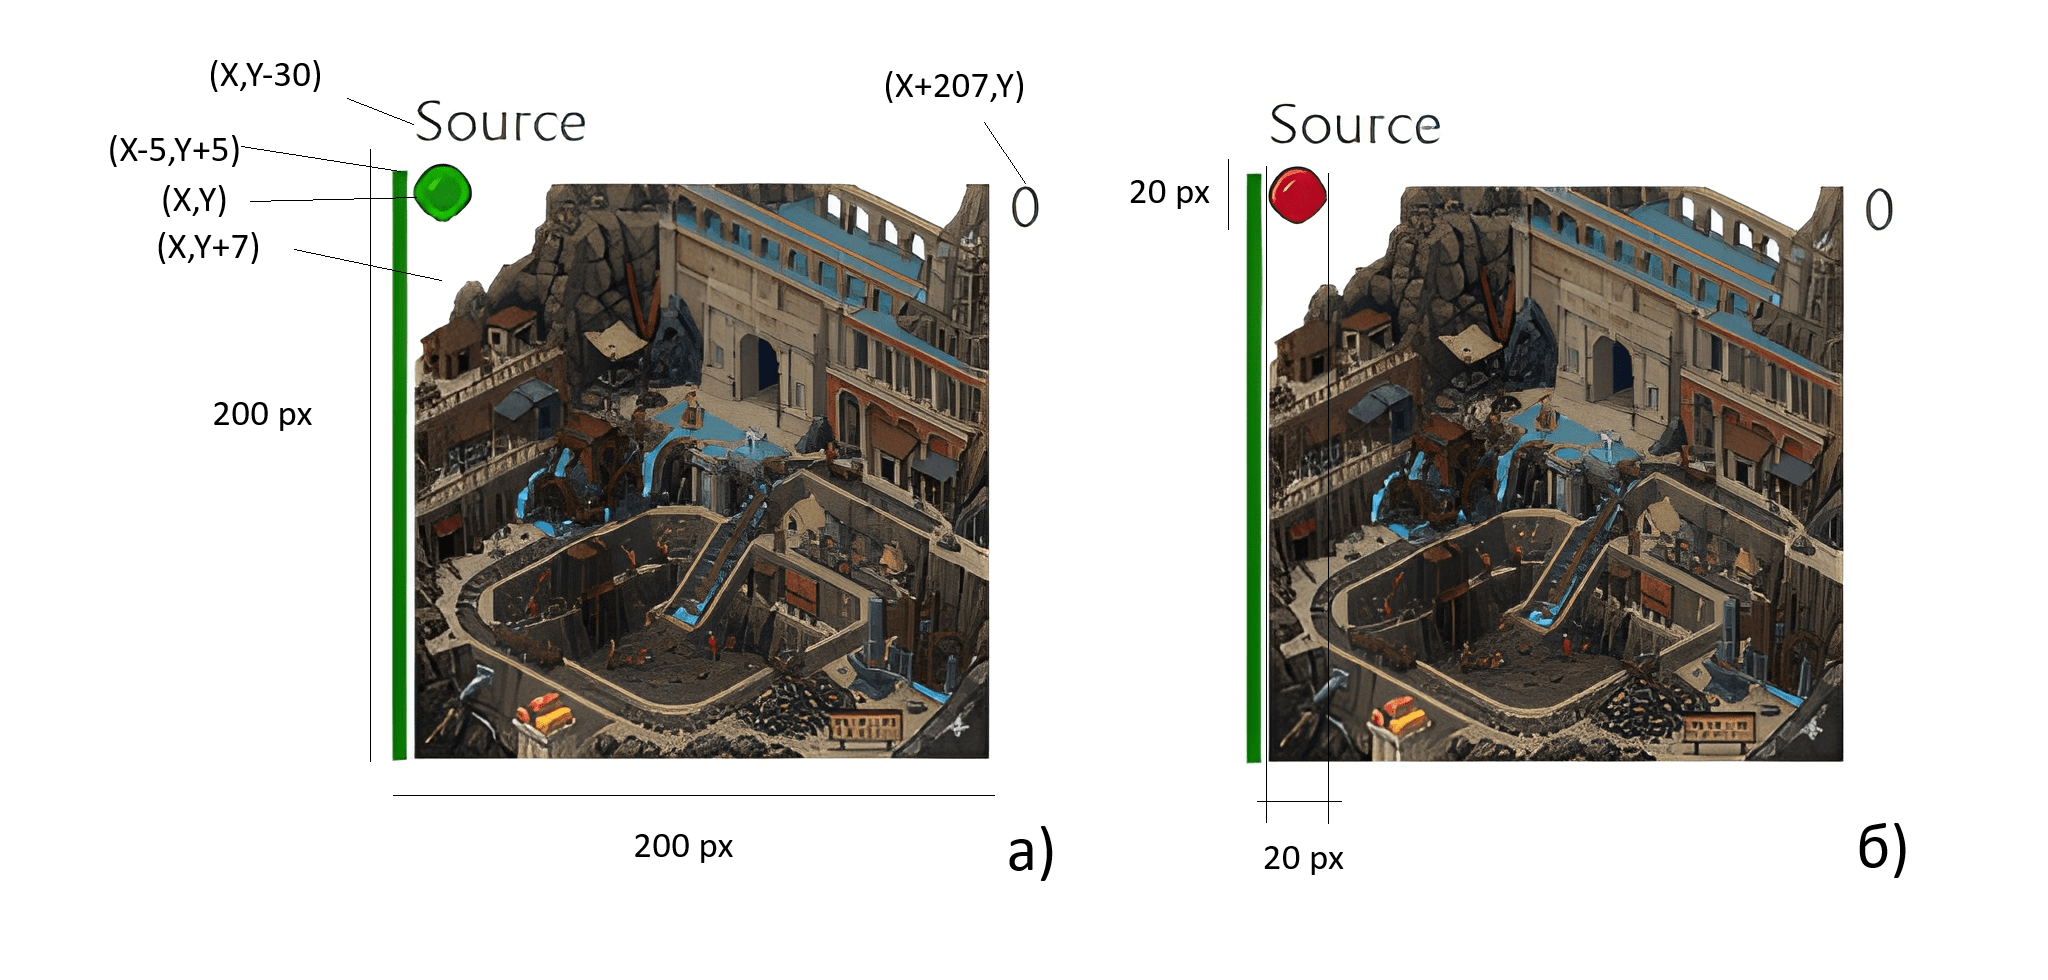 (X,Y-30)
(X+207,Y)
Source
(X-5,Y+5)
(X,Y)
(X,Y+7)
0
200 px
200 px
а)
Source
20 px
0
20 px
б)